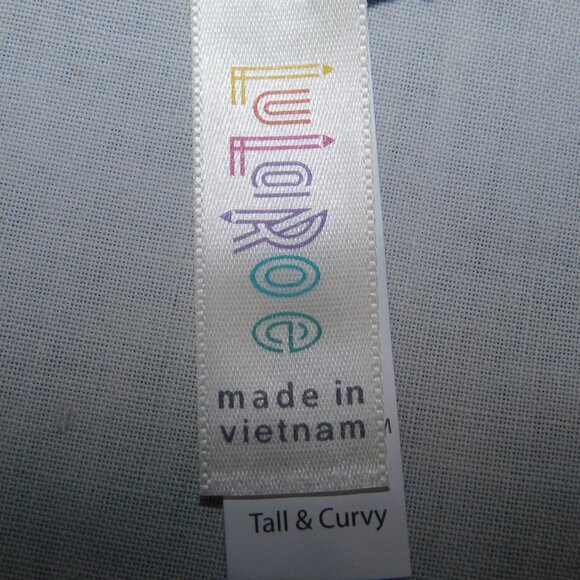 LuLaRoe
made in
vietnam
M
Tall & Curvy